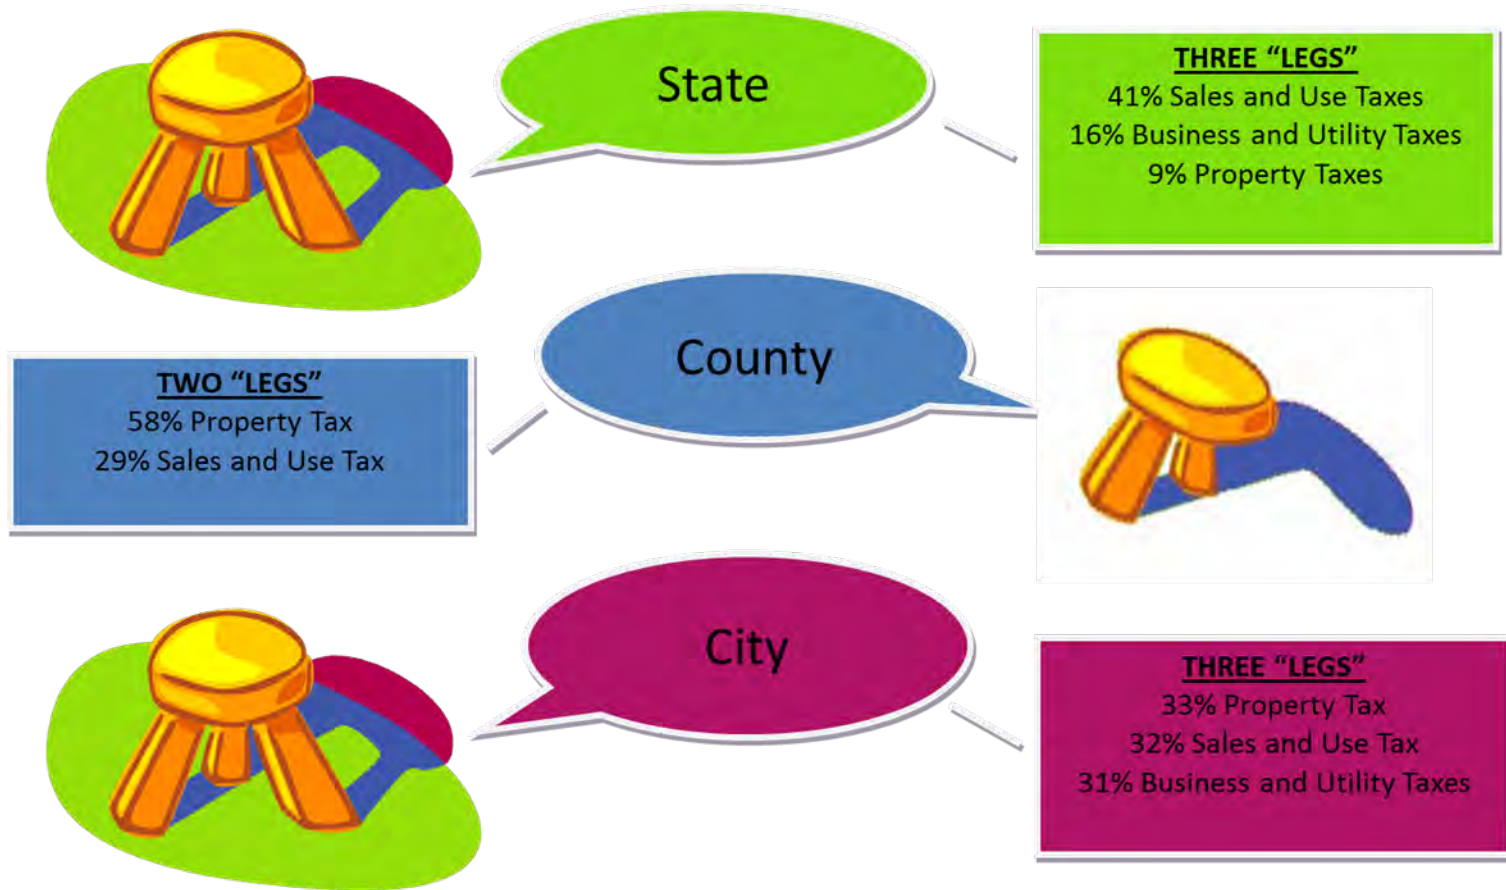 State
THREE “LEGS”
41% Sales and Use Taxes
16% Business and Utility Taxes
9% Property Taxes
County
TWO “LEGS”
58% Property Tax
29% Sales and Use Tax
City
THREE “LEGS”
33% Property Tax
32% Sales and Use Tax
31% Business and Utility Taxes